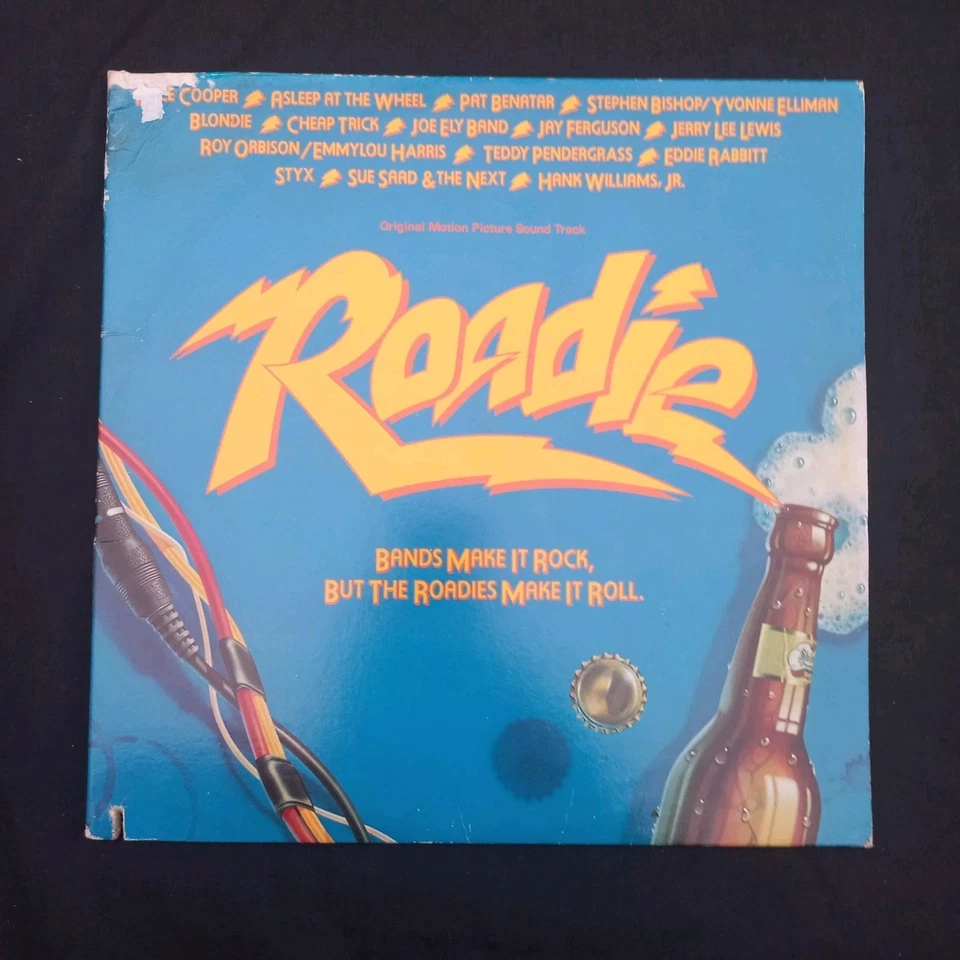 Cooper Asleep at the Wheel Pat Benatar Stephen Bishop/Yvonne Elliman
Blondie Cheap Trick Joe Ely Band Jay Ferguson Jerry Lee Lewis
Roy Orbison/Emmylou Harris Teddy Pendergrass Eddie Rabbitt
Styx Sue Saad & the Next Hank Williams, Jr.
Original Motion Picture Sound Track
Roadie
Bands Make It Rock,
But the Roadies Make It Roll.